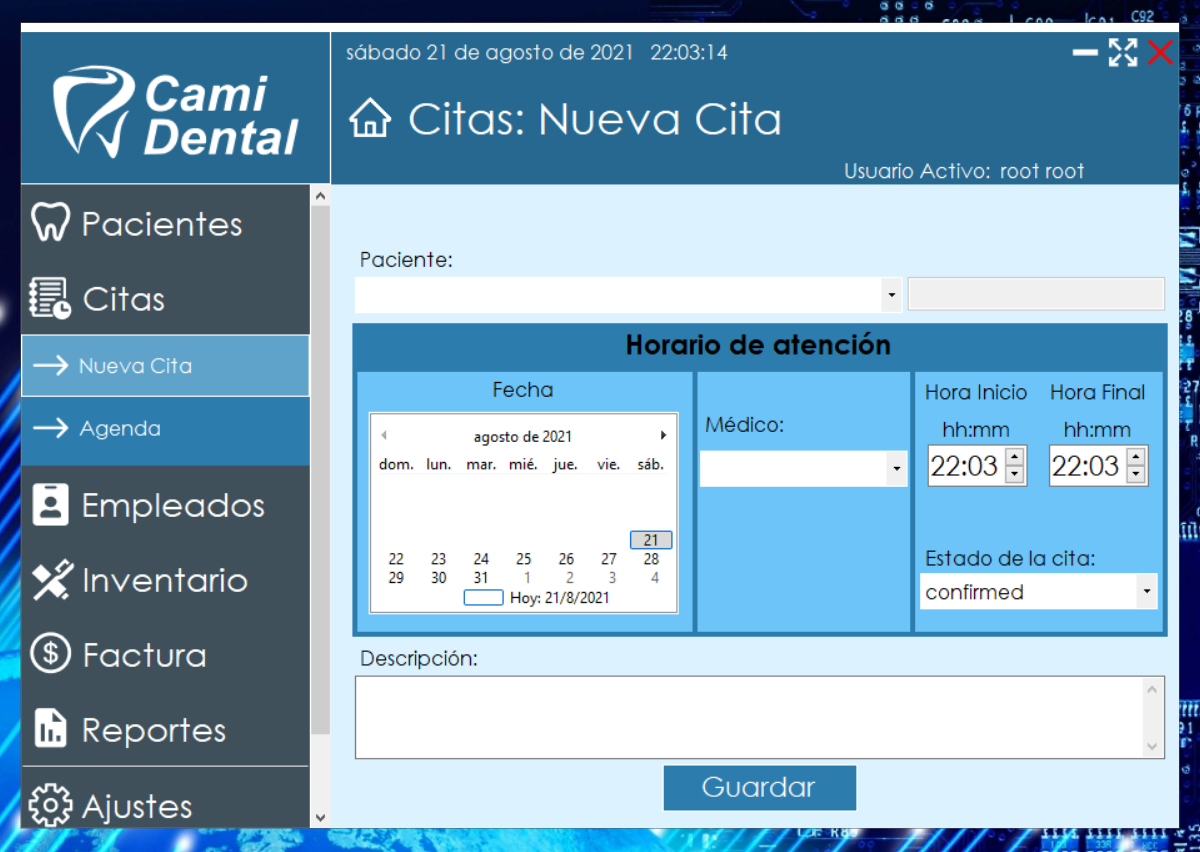 sábado 21 de agosto de 2021 22:03:14
Cami
Dental
Citas: Nueva Cita
Usuario Activo: root root
Pacientes
Citas
Nueva Cita
Agenda
Empleados
Inventario
Factura
Reportes
Ajustes
Paciente:
Horario de atención
Fecha
agosto de 2021
dom. lun. mar. mié. jue. vie. sáb.
21
22 23 24 25 26 27 28
29 30 31 1 2 3 4
Hoy: 21/8/2021
Médico:
Hora Inicio Hora Final
hh:mm hh:mm
22:03 22:03
Estado de la cita:
confirmed
Descripción:
Guardar
C92